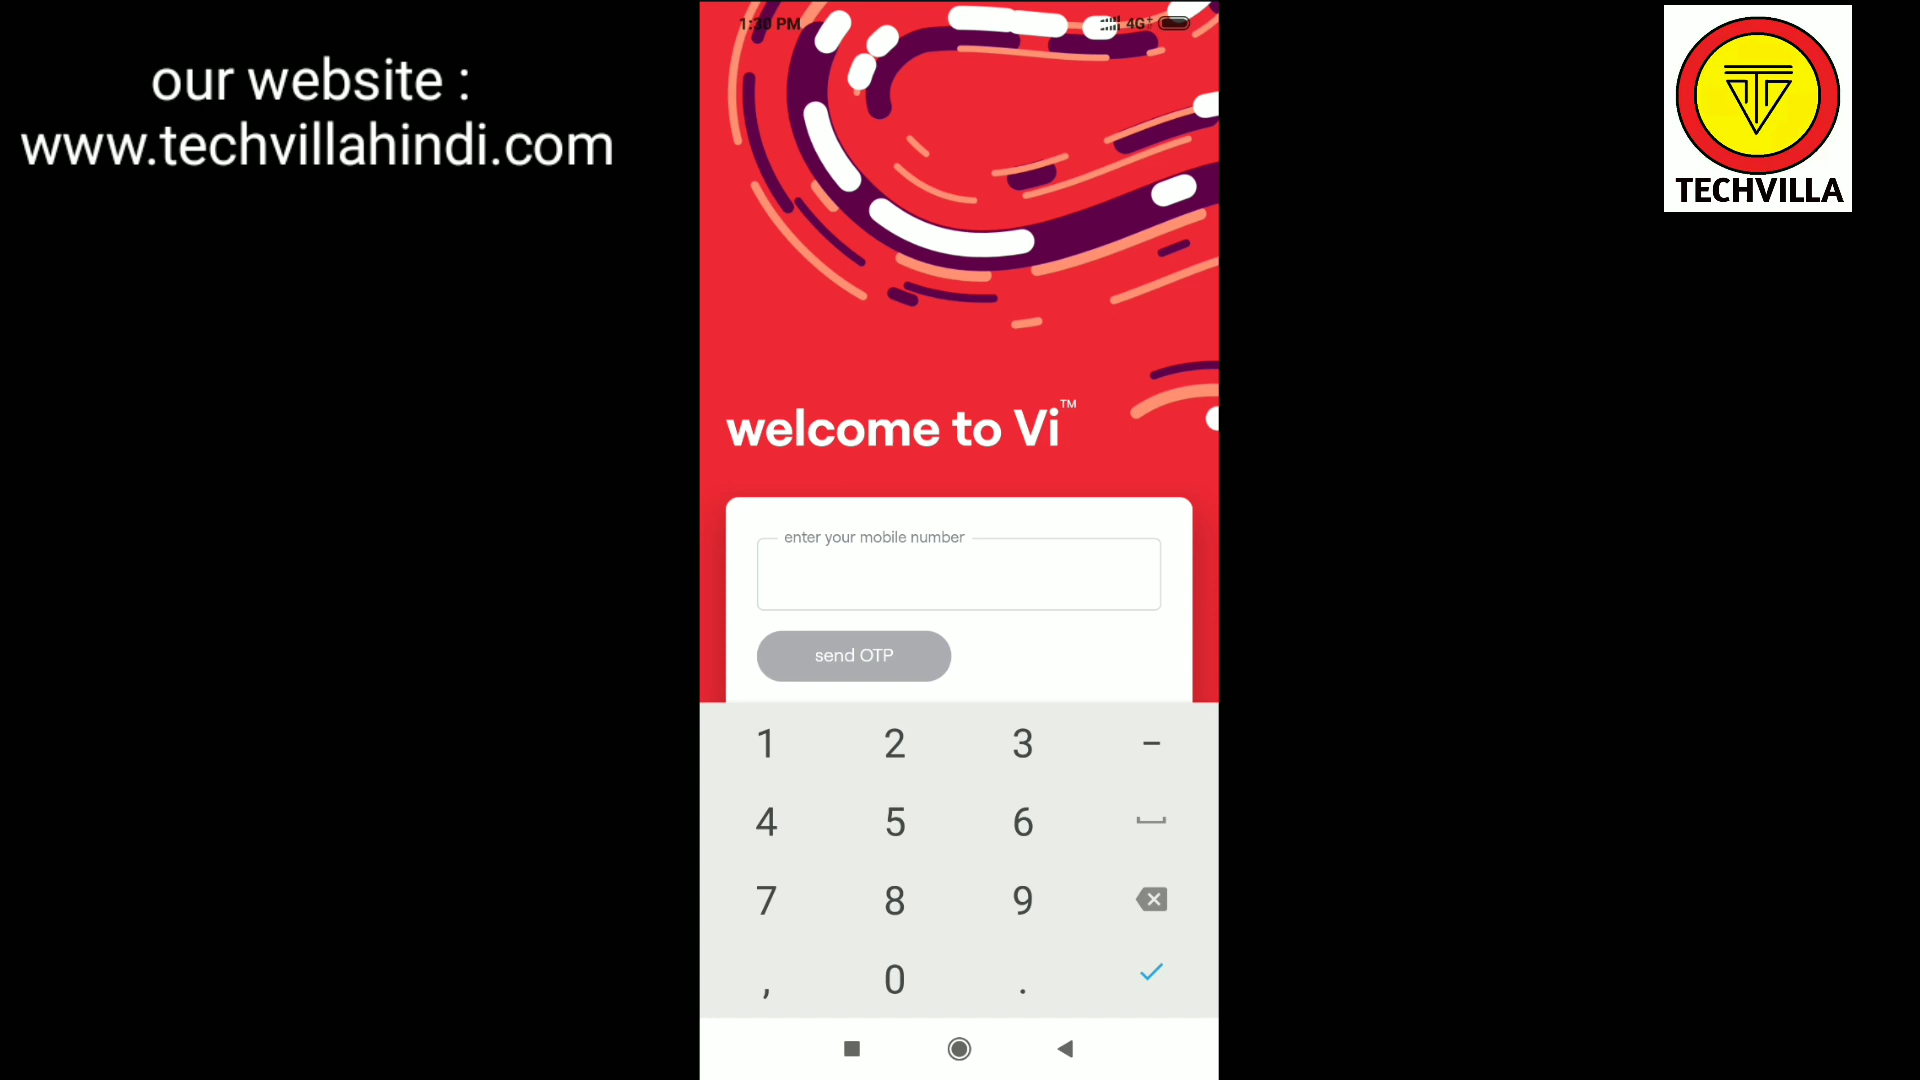 our website :
www.techvillahindi.com
1:30 PM
4G+
TECHVILLA
welcome to Vi™
enter your mobile number
send OTP
1 2 3 –
4 5 6
7 8 9
, 0 .